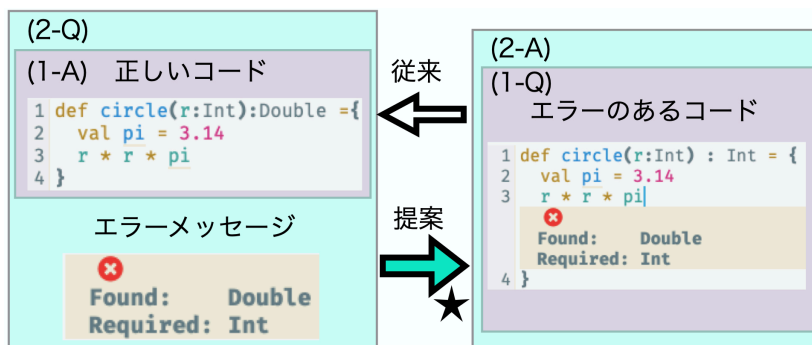 (2-Q)
(1-A) 正しいコード
1 def circle(r:Int):Double ={
2 val pi = 3.14
3 r * r * pi
4 }
エラーメッセージ
Found: Double
Required: Int
従来
提案
★
(2-A)
(1-Q)
エラーのあるコード
1 def circle(r:Int) : Int = {
2 val pi = 3.14
3 r * r * pi
Found: Double
Required: Int
4 }